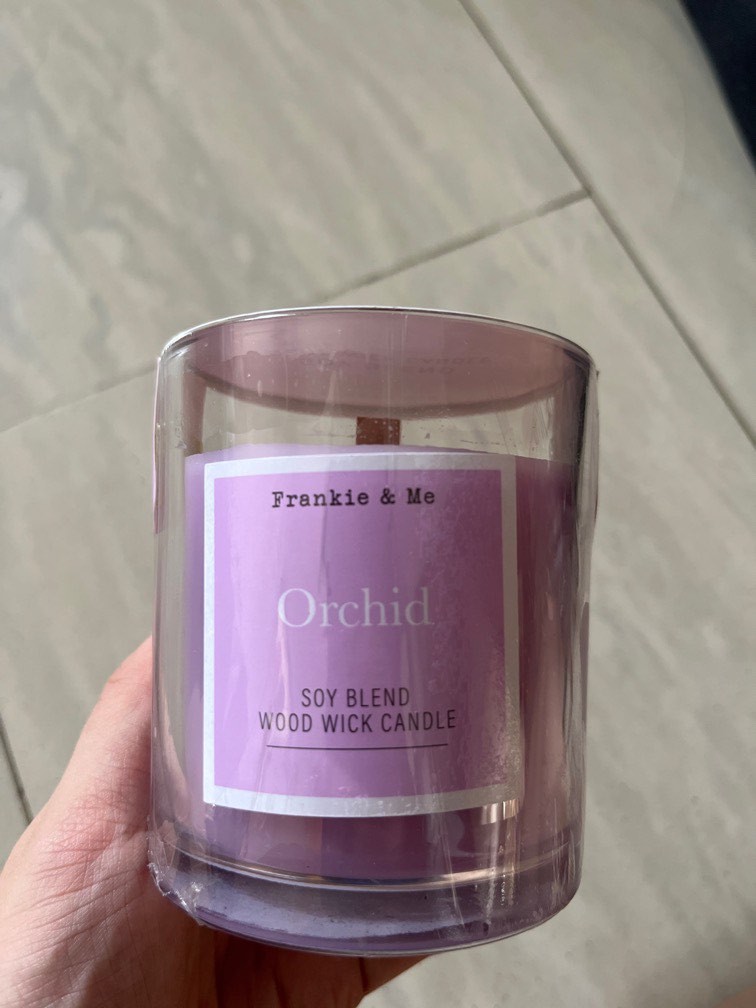 Frankie & Me
Orchid
SOY BLEND
WOOD WICK CANDLE